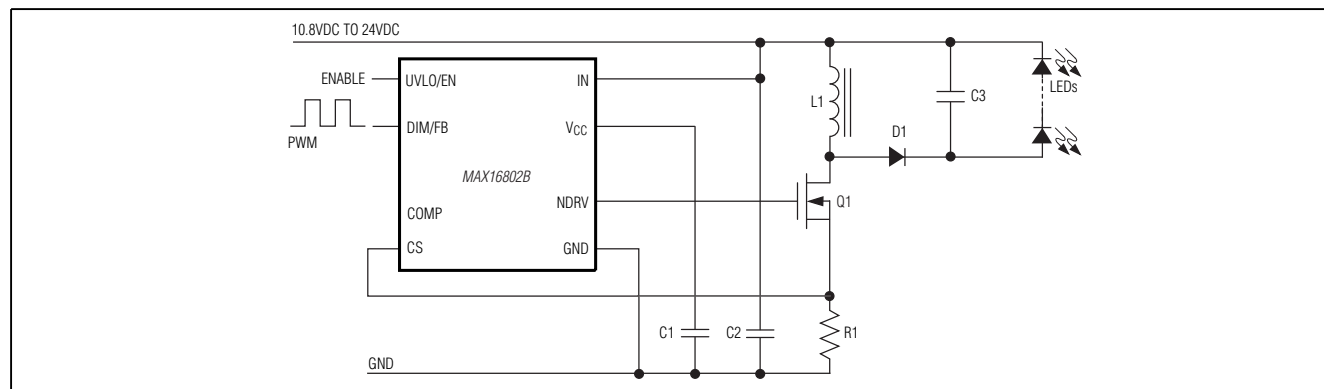 10.8VDC TO 24VDC
ENABLE
UVLO/EN
IN
LEDs
C3
L1
DIM/FB
VCC
D1
PWM
MAX16802B
NDRV
Q1
COMP
CS
GND
C1
C2
R1
GND